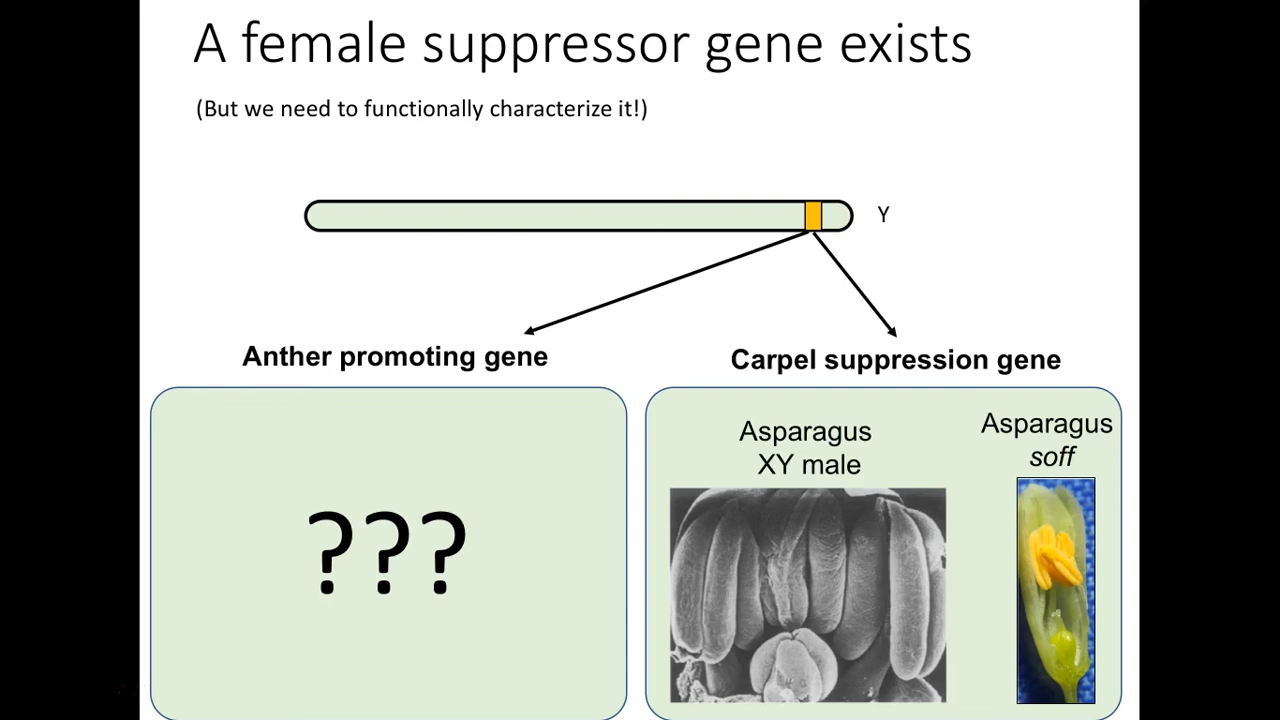 A female suppressor gene exists
(But we need to functionally characterize it!)
Y
Anther promoting gene
Carpel suppression gene
???
Asparagus
XY male
Asparagus
soff